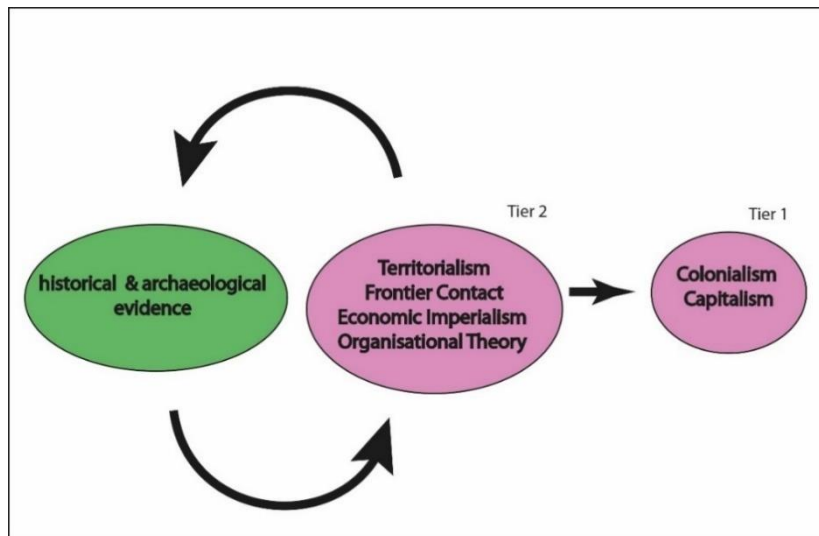 Tier 2
Tier 1
historical & archaeological
evidence
Territorialism
Frontier Contact
Economic Imperialism
Organisational Theory
Colonialism
Capitalism